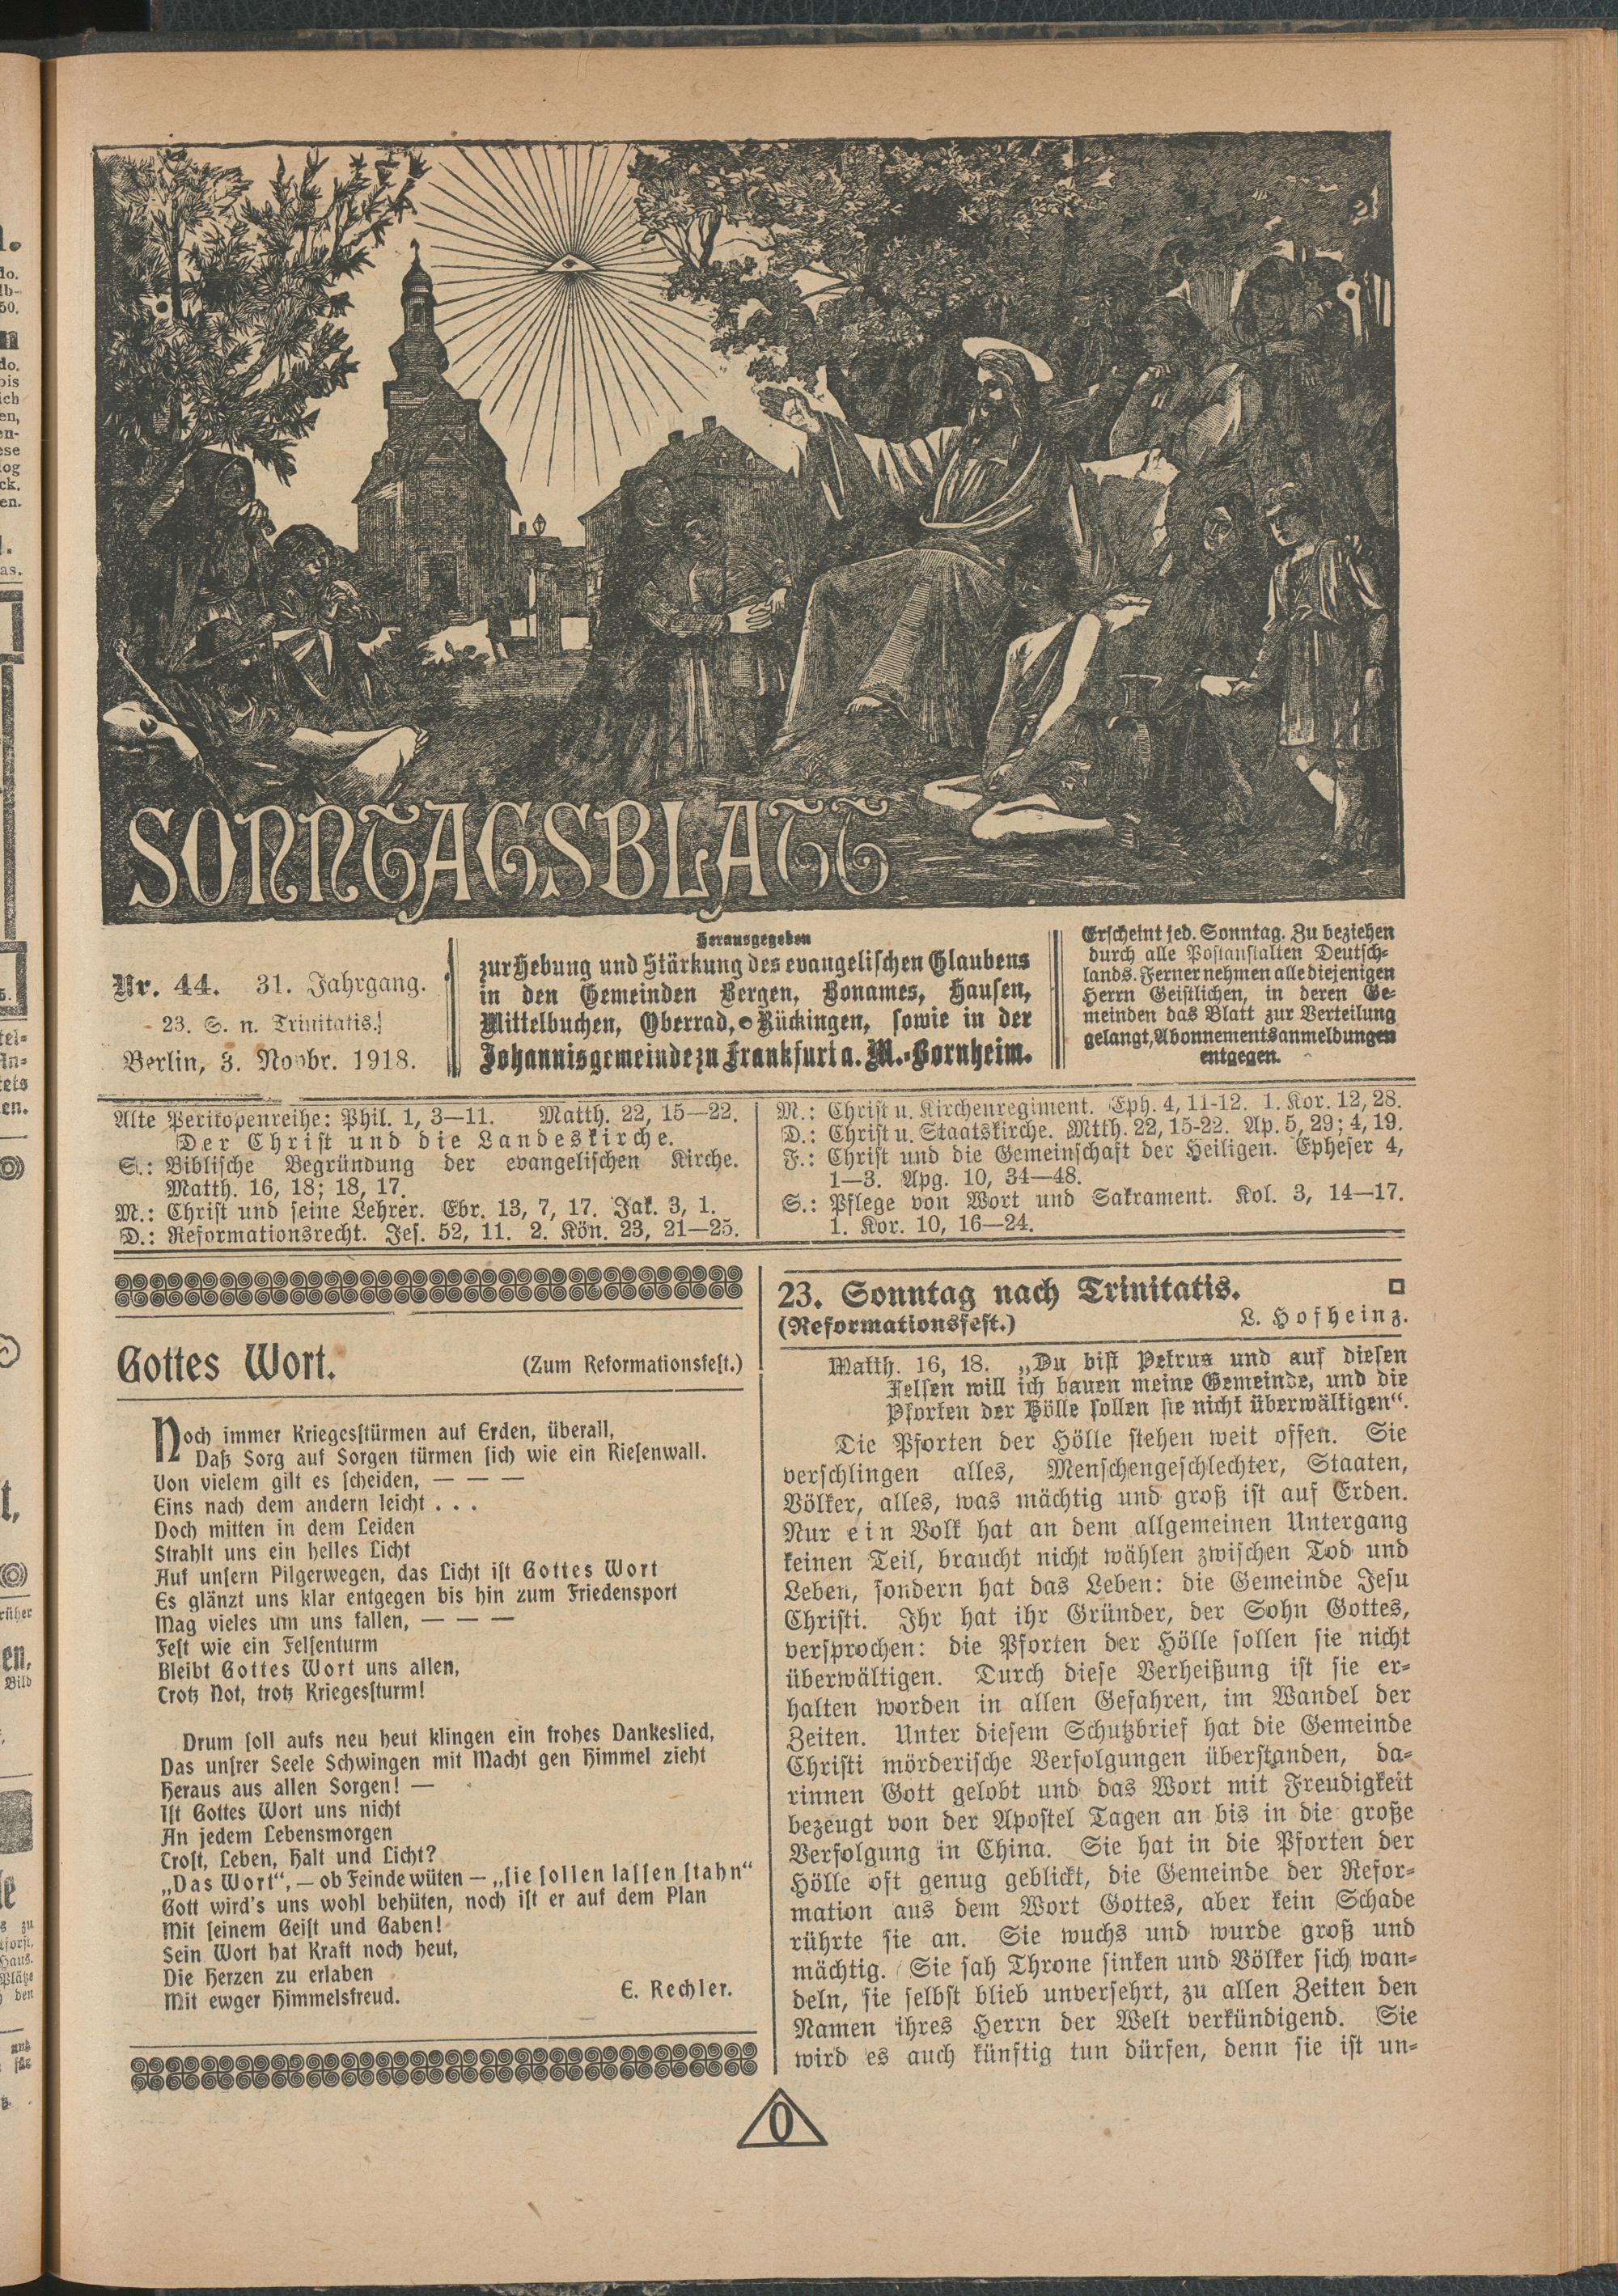 SONNTAGSBLATT
Nr. 44. 31. Jahrgang.
23. S. n. Trinitatis.
Berlin, 3. Novbr. 1918.
Herausgegeben
zur Hebung und Stärkung des evangelischen Glaubens
in den Gemeinden Bergen, Bonames, Hausen,
Mittelbuchen, Oberrad, Rückingen, sowie in der
Johannisgemeinde zu Frankfurt a. M.-Bornheim.
Erscheint jed. Sonntag. Zu beziehen
durch alle Postanstalten Deutsch-
lands. Ferner nehmen alle diejenigen
Herrn Geistlichen, in deren Ge-
meinden das Blatt zur Verteilung
gelangt, Abonnementsanmeldungen
entgegen.
Alte Perikopenreihe: Phil. 1, 3—11. Matth. 22, 15—22.
Der Christ und die Landeskirche.
S.: Biblische Begründung der evangelischen Kirche.
Matth. 16, 18; 18, 17.
M.: Christ und seine Lehrer. Ebr. 13, 7, 17. Jak. 3, 1.
D.: Reformationsrecht. Jes. 52, 11. 2. Kön. 23, 21—25.
M.: Christ u. Kirchenregiment. Eph. 4, 11-12. 1. Kor. 12, 28.
D.: Christ u. Staatskirche. Mtth. 22, 15-22. Ap. 5, 29; 4, 19.
F.: Christ und die Gemeinschaft der Heiligen. Epheser 4,
1—3. Apg. 10, 34—48.
S.: Pflege von Wort und Sakrament. Kol. 3, 14—17.
1. Kor. 10, 16—24.
Gottes Wort. (Zum Reformationsfest.)
Noch immer Kriegesstürmen auf Erden, überall,
Daß Sorg auf Sorgen türmen sich wie ein Riesenwall.
Von vielem gilt es scheiden, — — —
Eins nach dem andern leicht . . .
Doch mitten in dem Leiden
Strahlt uns ein helles Licht
Auf unsern Pilgerwegen, das Licht ist Gottes Wort
Es glänzt uns klar entgegen bis hin zum Friedensport
Mag vieles um uns fallen, — — —
Fest wie ein Felsenturm
Bleibt Gottes Wort uns allen,
Trotz Not, trotz Kriegessturm!
Drum soll aufs neu heut klingen ein frohes Dankeslied,
Das unsrer Seele Schwingen mit Macht gen Himmel zieht
Heraus aus allen Sorgen! —
Ist Gottes Wort uns nicht
An jedem Lebensmorgen
Trost, Leben, Halt und Licht?
„Das Wort“, — ob Feinde wüten — „sie sollen lassen stahn“
Gott wird's uns wohl behüten, noch ist er auf dem Plan
Mit seinem Geist und Gaben!
Sein Wort hat Kraft noch heut,
Die Herzen zu erlaben
Mit ewger Himmelsfreud.
E. Rechler.
23. Sonntag nach Trinitatis.
(Reformationsfest.) L. Hofheinz.
Matth. 16, 18. „Du bist Petrus und auf diesen
Felsen will ich bauen meine Gemeinde, und die
Pforten der Hölle sollen sie nicht überwältigen“.
Die Pforten der Hölle stehen weit offen. Sie
verschlingen alles, Menschengeschlechter, Staaten,
Völker, alles, was mächtig und groß ist auf Erden.
Nur ein Volk hat an dem allgemeinen Untergang
keinen Teil, braucht nicht wählen zwischen Tod und
Leben, sondern hat das Leben: die Gemeinde Jesu
Christi. Ihr hat ihr Gründer, der Sohn Gottes,
versprochen: die Pforten der Hölle sollen sie nicht
überwältigen. Durch diese Verheißung ist sie er-
halten worden in allen Gefahren, im Wandel der
Zeiten. Unter diesem Schutzbrief hat die Gemeinde
Christi mörderische Verfolgungen überstanden, da-
rinnen Gott gelobt und das Wort mit Freudigkeit
bezeugt von der Apostel Tagen an bis in die große
Verfolgung in China. Sie hat in die Pforten der
Hölle oft genug geblickt, die Gemeinde der Refor-
mation aus dem Wort Gottes, aber kein Schade
rührte sie an. Sie wuchs und wurde groß und
mächtig. Sie sah Throne sinken und Völker sich wan-
deln, sie selbst blieb unversehrt, zu allen Zeiten den
Namen ihres Herrn der Welt verkündigend. Sie
wird es auch künftig tun dürfen, denn sie ist un-
0